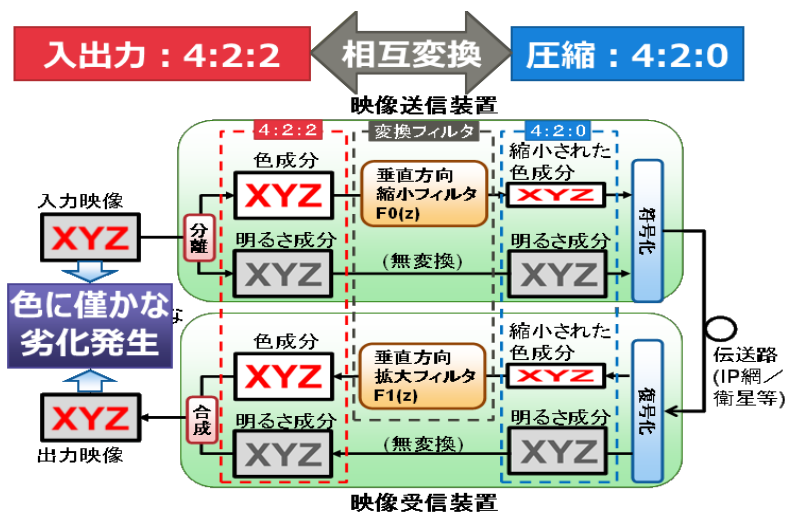 入出力：4:2:2
相互変換
圧縮：4:2:0
映像送信装置
4:2:2
変換フィルタ
4:2:0
色成分
XYZ
垂直方向
縮小フィルタ
F0(z)
縮小された
色成分
XYZ
入力映像
XYZ
分離
明るさ成分
XYZ
(無変換)
明るさ成分
XYZ
符号化
色に僅かな
劣化発生
な
伝送路
(IP網／
衛星等)
色成分
XYZ
垂直方向
拡大フィルタ
F1(z)
縮小された
色成分
XYZ
XYZ
出力映像
合成
明るさ成分
XYZ
(無変換)
明るさ成分
XYZ
復号化
映像受信装置